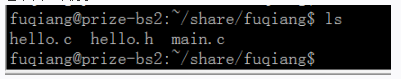 fuqiang@prize-bs2:~/share/fuqiang$ ls
hello.c  hello.h  main.c
fuqiang@prize-bs2:~/share/fuqiang$